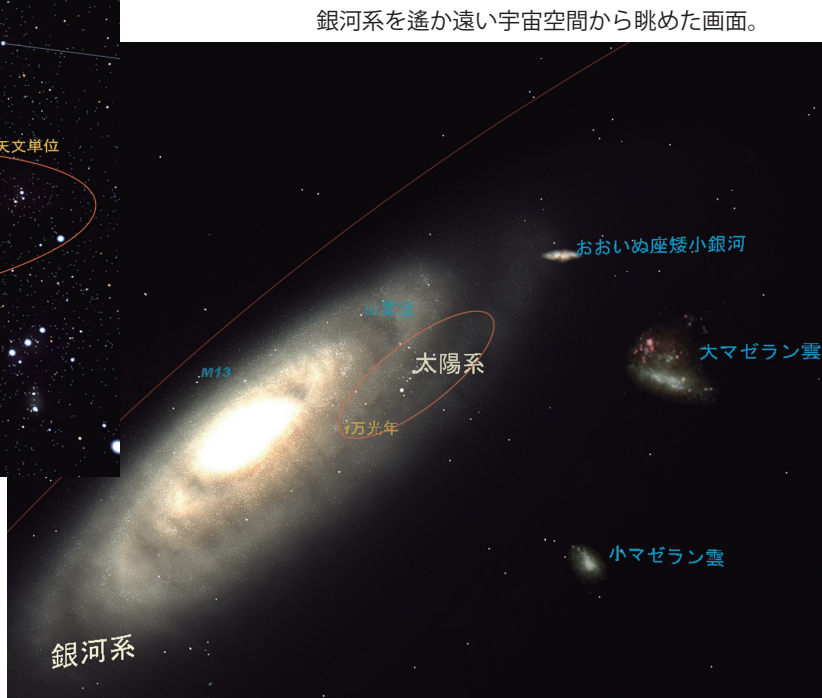 銀河系を遙か遠い宇宙空間から眺めた画面。
天文単位
おおいぬ座矮小銀河
大マゼラン雲
太陽系
M13
1万光年
小マゼラン雲
銀河系